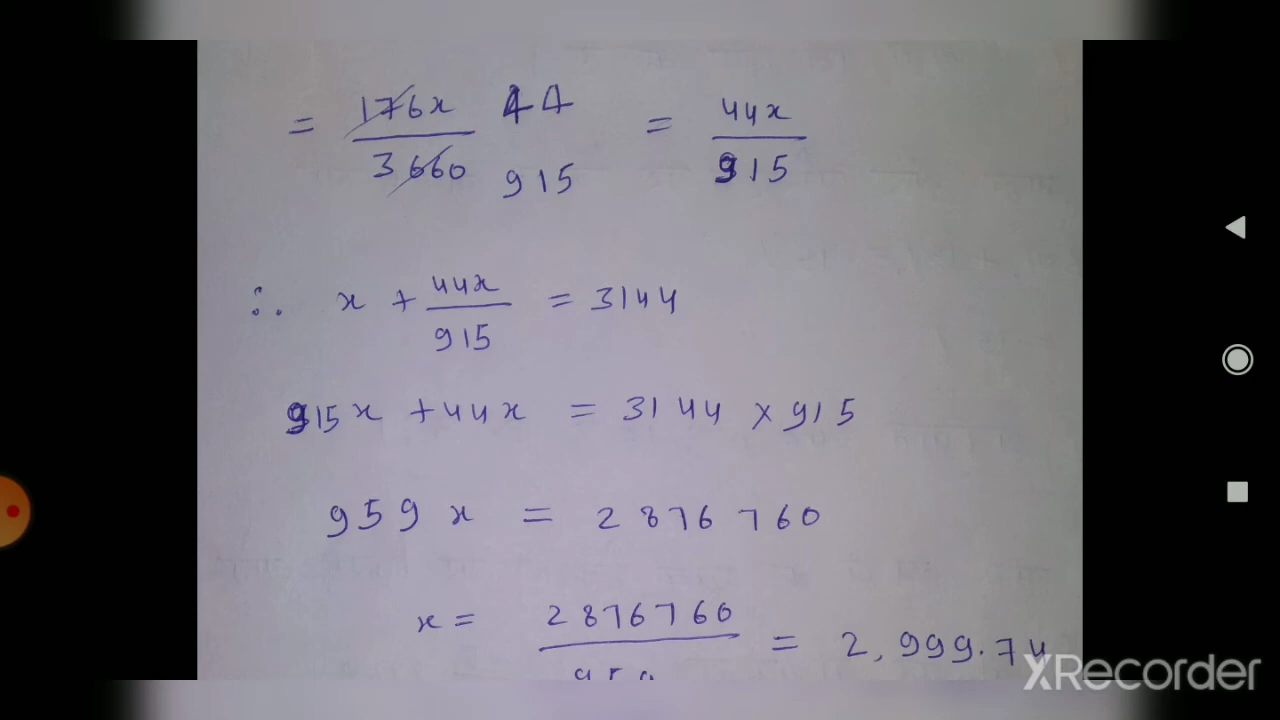 = 176x/3660 44/915 = 44x/915
∴ x + 44x/915 = 3144
915x + 44x = 3144 × 915
959x = 2876760
x = 2876760/ = 2,999.74
XRecorder